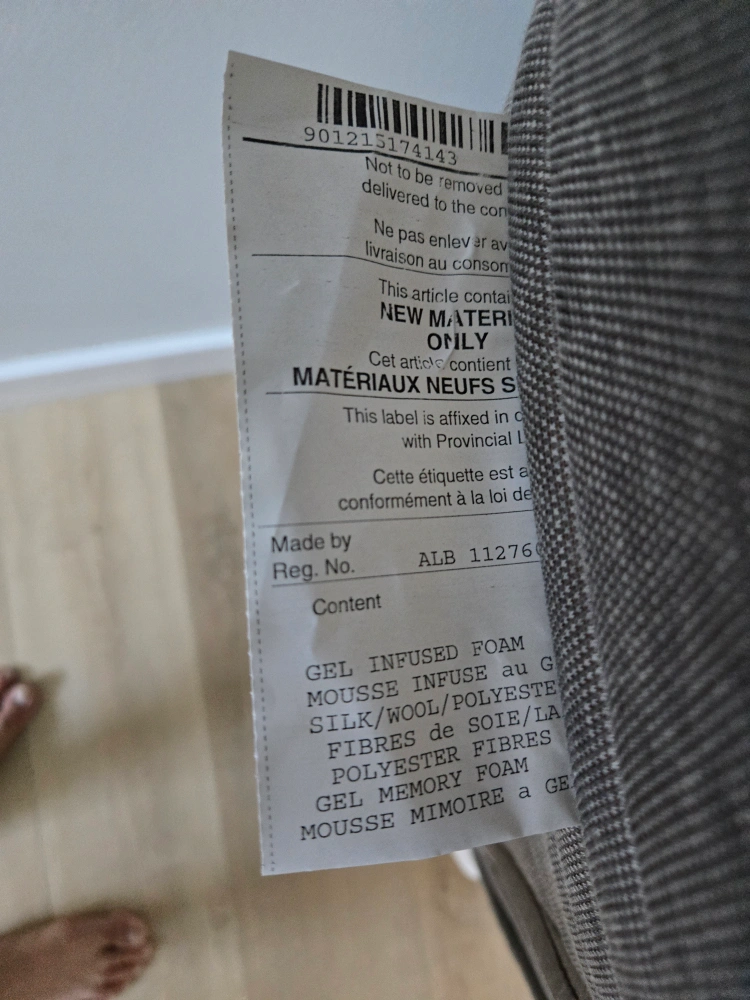 901215174143
Not to be removed
delivered to the con
Ne pas enlever av
livraison au consom
This article contai
NEW MATERI
ONLY
Cet article contient
MATÉRIAUX NEUFS S
This label is affixed in c
with Provincial L
Cette étiquette est a
conformément à la loi de
Made by
Reg. No. ALB 11276
Content
GEL INFUSED FOAM
MOUSSE INFUSE au G
SILK/WOOL/POLYESTE
FIBRES de SOIE/LA
POLYESTER FIBRES
GEL MEMORY FOAM
MOUSSE MIMOIRE a GE